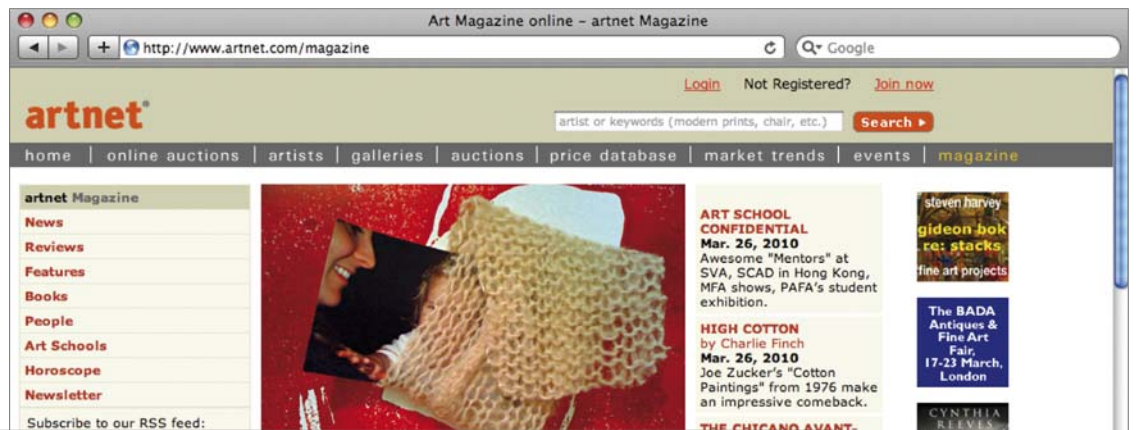 Art Magazine online – artnet Magazine
http://www.artnet.com/magazine
Google
Login Not Registered? Join now
artnet®
artist or keywords (modern prints, chair, etc.) Search
home | online auctions | artists | galleries | auctions | price database | market trends | events | magazine
artnet Magazine
News
Reviews
Features
Books
People
Art Schools
Horoscope
Newsletter
Subscribe to our RSS feed:
ART SCHOOL
CONFIDENTIAL
Mar. 26, 2010
Awesome "Mentors" at
SVA, SCAD in Hong Kong,
MFA shows, PAFA's student
exhibition.
HIGH COTTON
by Charlie Finch
Mar. 26, 2010
Joe Zucker's "Cotton
Paintings" from 1976 make
an impressive comeback.
THE CHICANO AVANT-
steven harvey
gideon bok
re: stacks
fine art projects
The BADA
Antiques &
Fine Art
Fair,
17-23 March,
London
CYNTHIA
REEVES